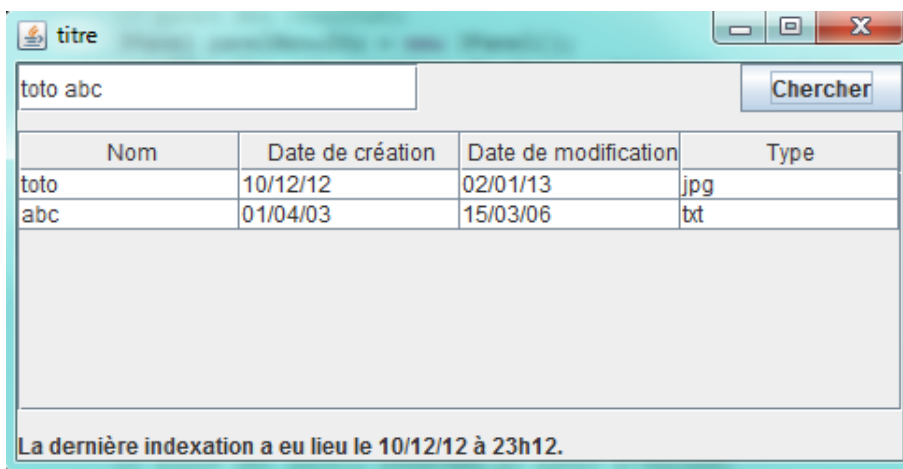 titre
toto abc
Chercher
Nom Date de création Date de modification Type
toto 10/12/12 02/01/13 jpg
abc 01/04/03 15/03/06 txt
La dernière indexation a eu lieu le 10/12/12 à 23h12.